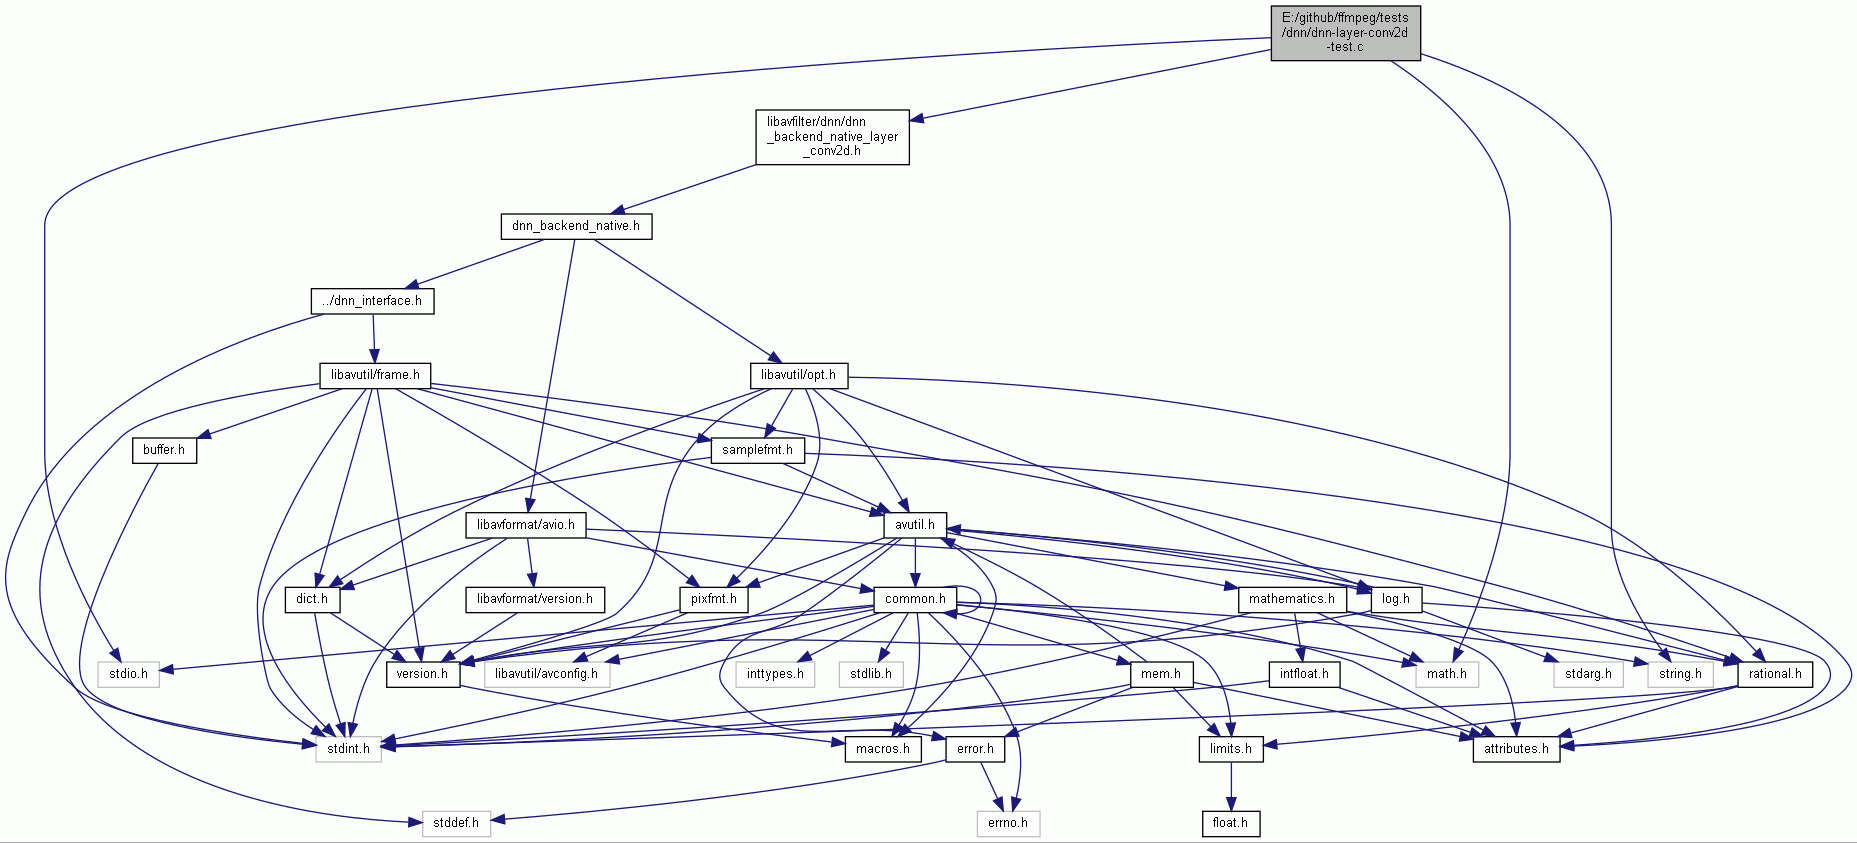 E:/github/ffmpeg/tests
/dnn/dnn-layer-conv2d
-test.c
libavfilter/dnn/dnn
_backend_native_layer
_conv2d.h
dnn_backend_native.h
../dnn_interface.h
libavutil/frame.h
libavutil/opt.h
buffer.h
samplefmt.h
libavformat/avio.h
avutil.h
dict.h
libavformat/version.h
pixfmt.h
common.h
mathematics.h
log.h
stdio.h
version.h
libavutil/avconfig.h
inttypes.h
stdlib.h
mem.h
intfloat.h
math.h
stdarg.h
string.h
rational.h
stdint.h
macros.h
error.h
limits.h
attributes.h
stddef.h
errno.h
float.h